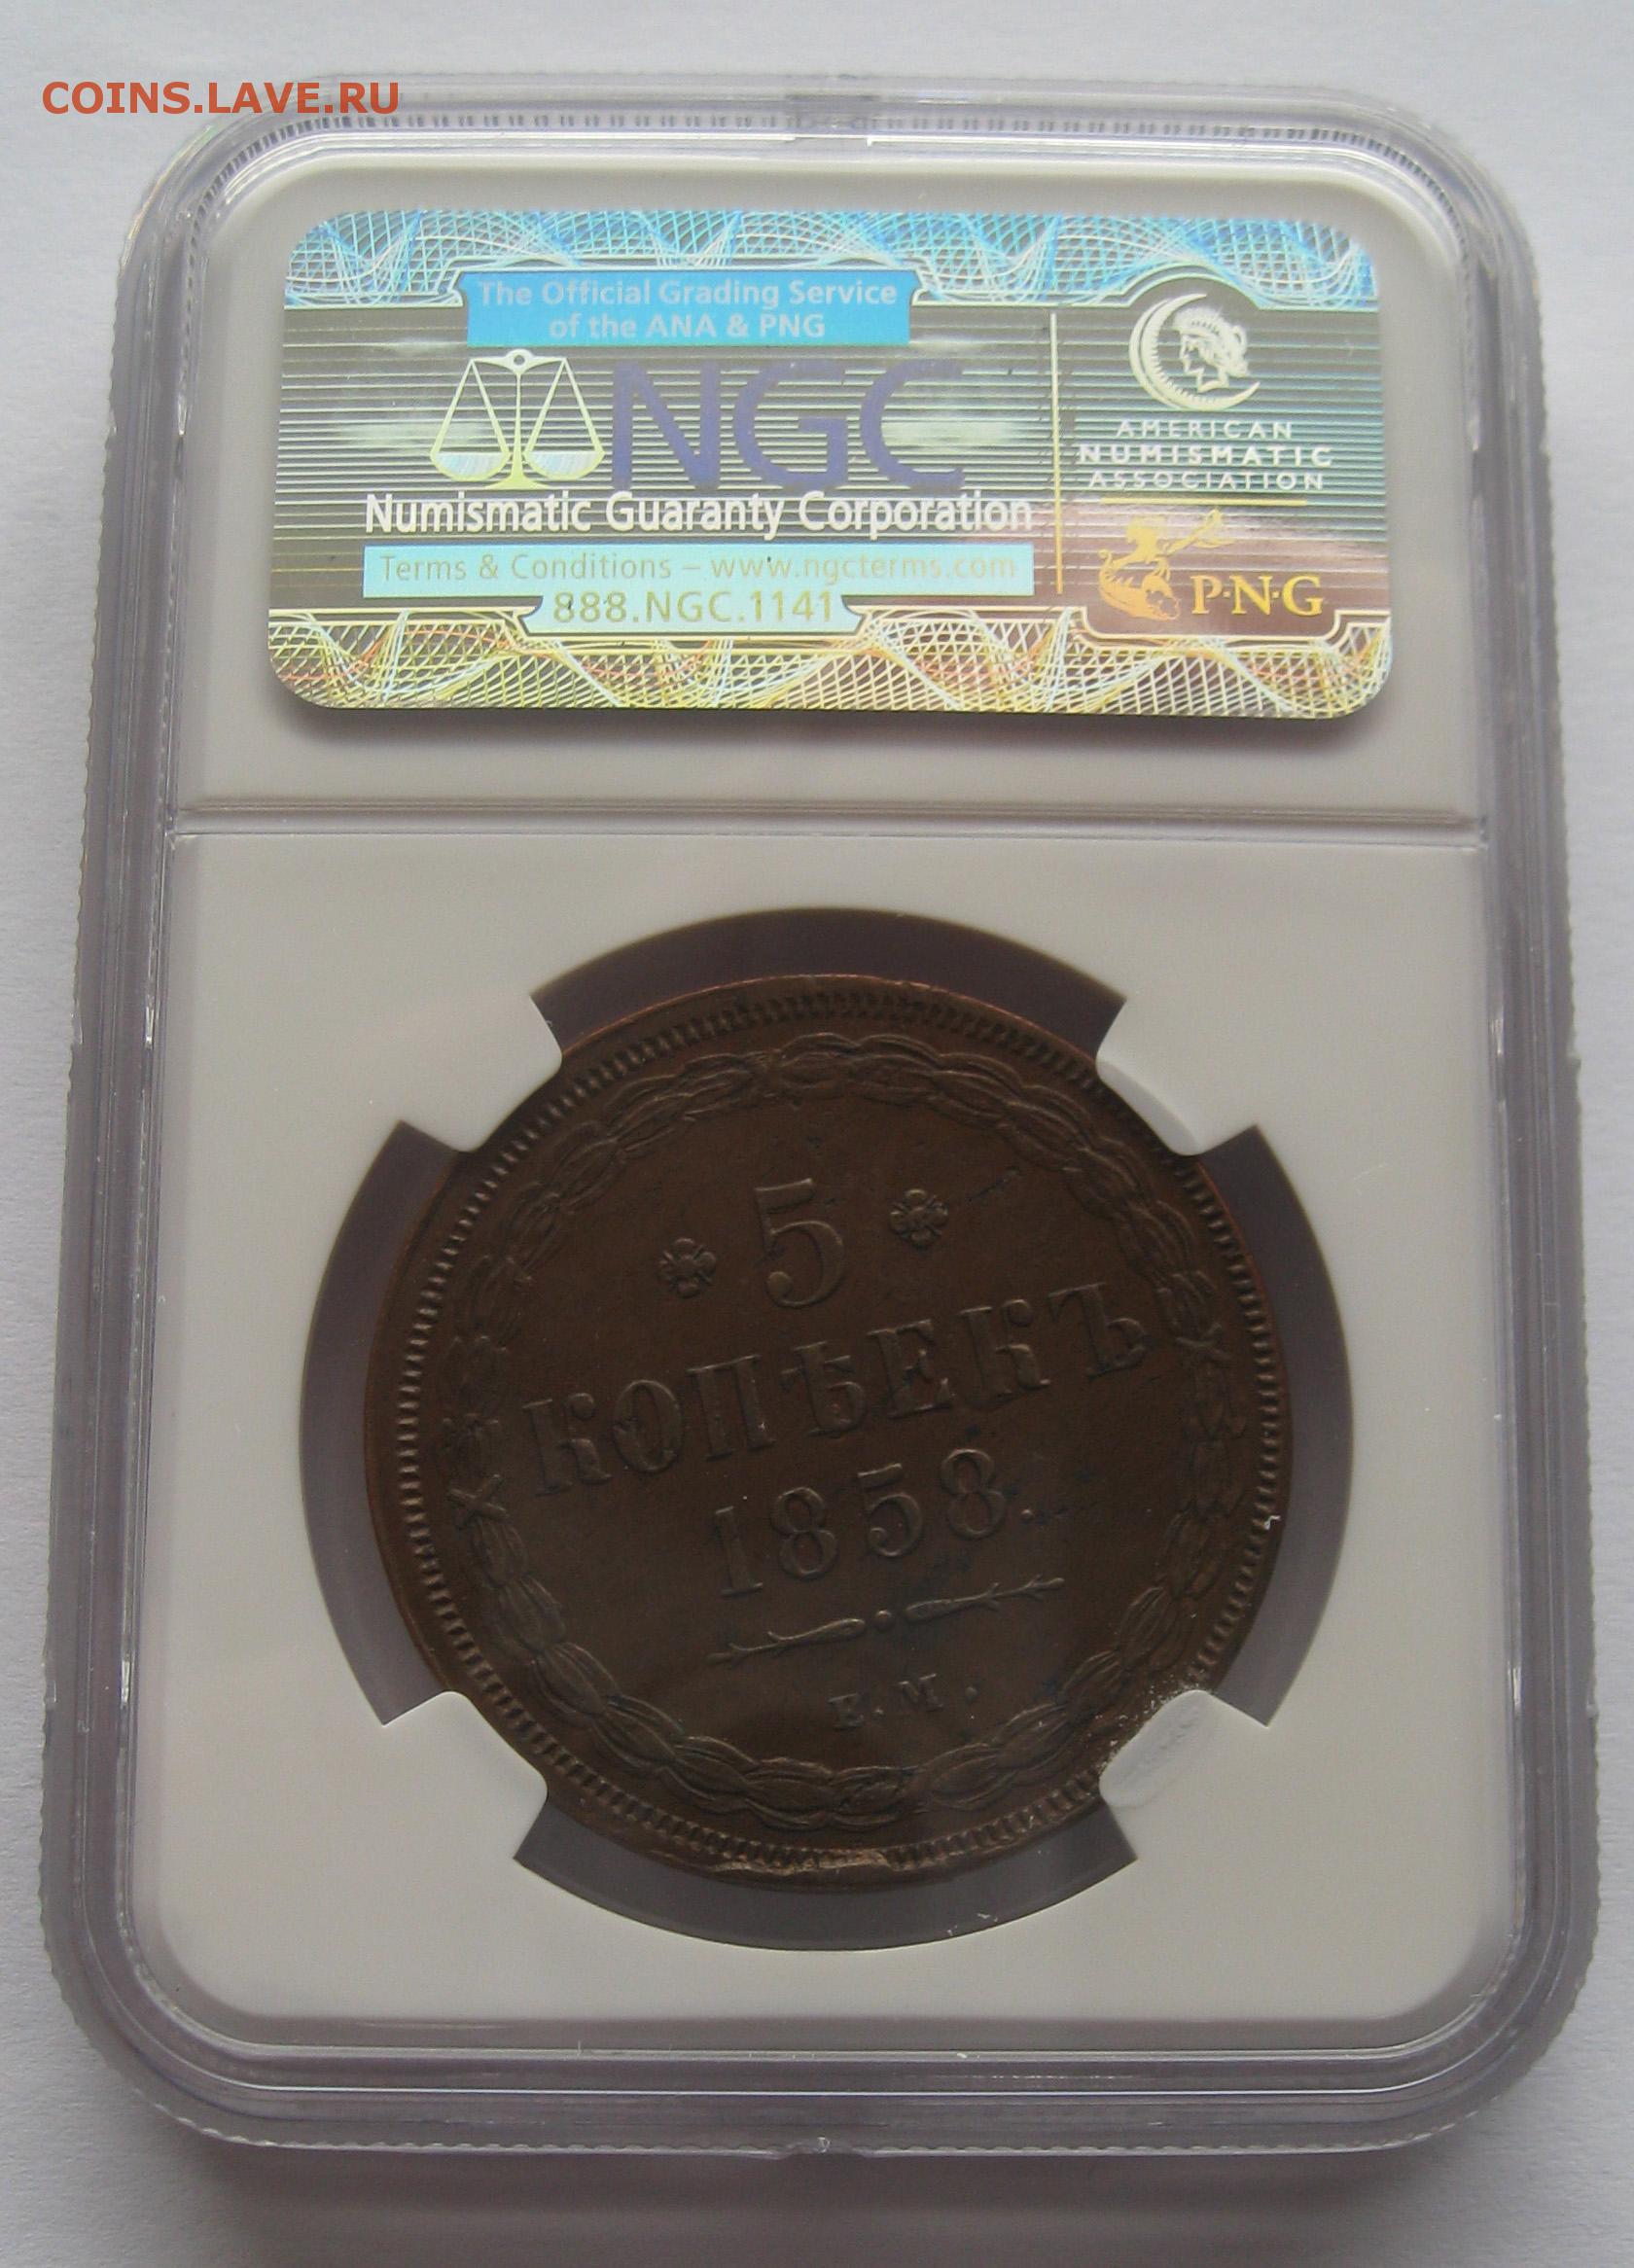 COINS.LAVE.RU
The Official Grading Service
of the ANA & PNG
NGC
Numismatic Guaranty Corporation
Terms & Conditions – www.ngcterms.com
888.NGC.1141
AMERICAN
NUMISMATIC
ASSOCIATION
P·N·G
5
КОПѢЕКЪ
1858.
Е.М.